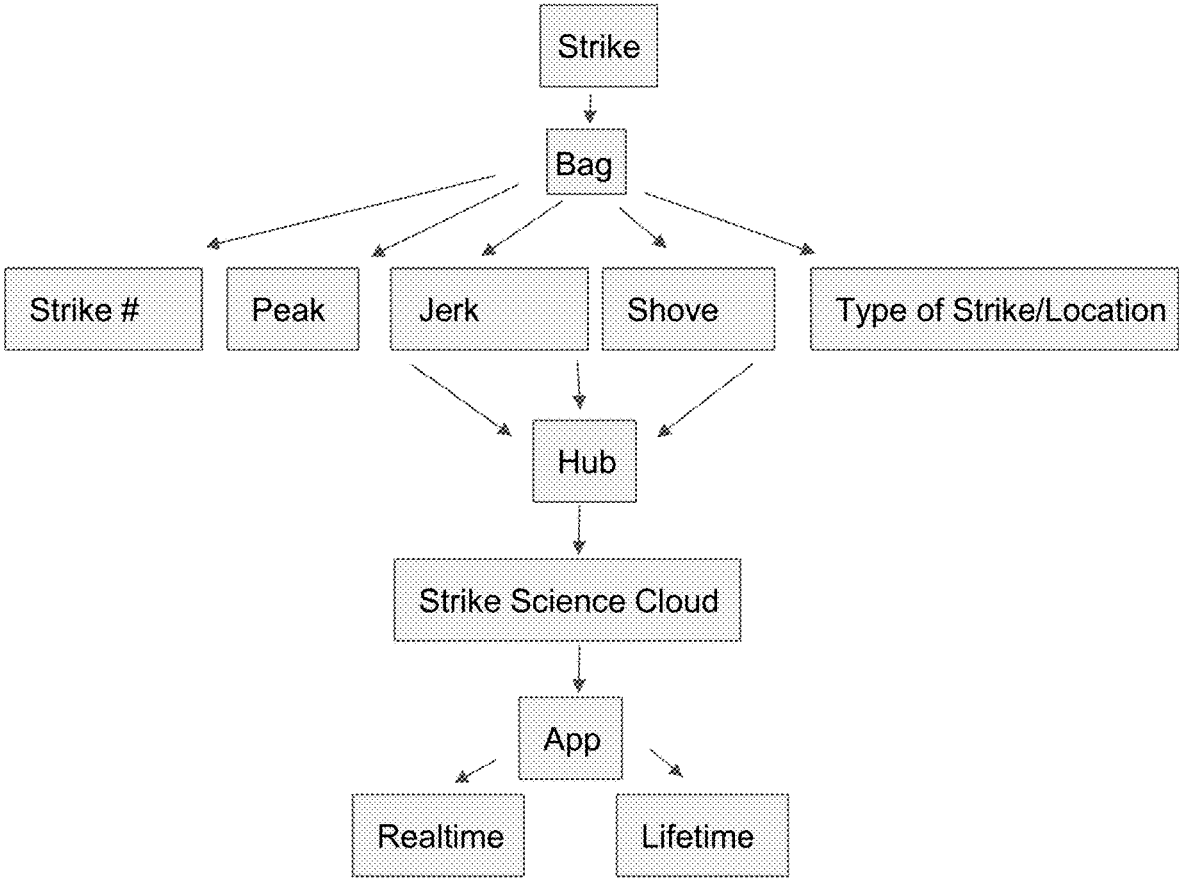 Strike
Bag
Strike #
Peak
Jerk
Shove
Type of Strike/Location
Hub
Strike Science Cloud
App
Realtime
Lifetime